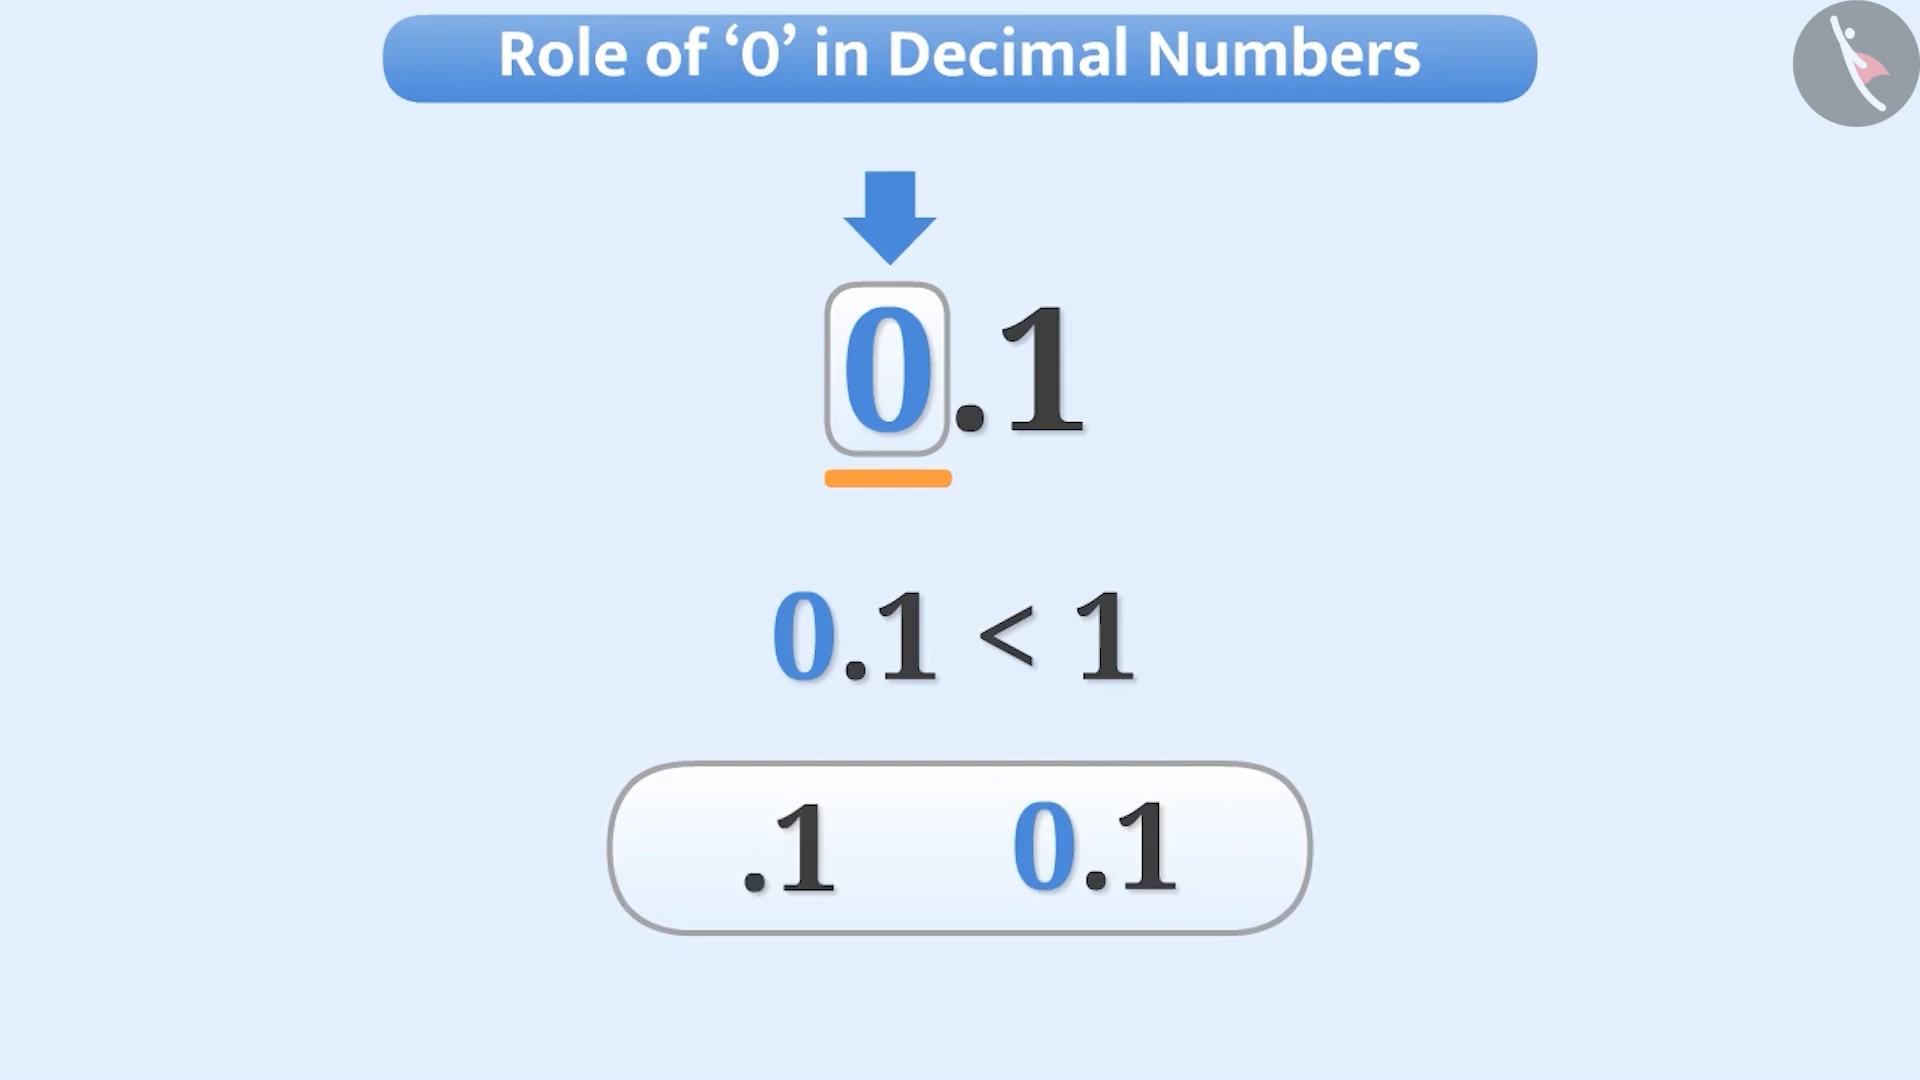 Role of ‘0’ in Decimal Numbers
0.1
0.1 < 1
.1 0.1